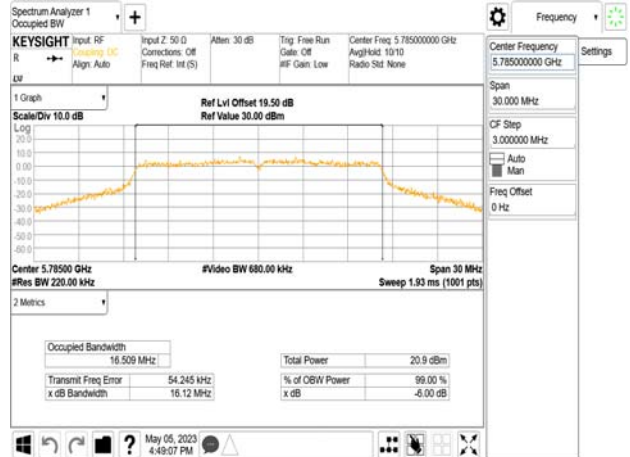 Spectrum Analyzer 1
Occupied BW
+
Frequency
KEYSIGHT
R
Input: RF
Coupling: DC
Align: Auto
Input Z: 50 Ω
Corrections: Off
Freq Ref: Int (S)
Atten: 30 dB
Trig: Free Run
Gate: Off
#IF Gain: Low
Center Freq: 5.785000000 GHz
Avg|Hold: 10/10
Radio Std: None
LXI
1 Graph
Scale/Div 10.0 dB
Ref Lvl Offset 19.50 dB
Ref Value 30.00 dBm
Log
20.0
10.0
0.00
-10.0
-20.0
-30.0
-40.0
-50.0
-60.0
Center 5.78500 GHz
#Res BW 220.00 kHz
#Video BW 680.00 kHz
Span 30 MHz
Sweep 1.93 ms (1001 pts)
2 Metrics
Occupied Bandwidth
16.509 MHz
Transmit Freq Error 54.245 kHz
x dB Bandwidth 16.12 MHz
Total Power 20.9 dBm
% of OBW Power 99.00 %
x dB -6.00 dB
May 05, 2023
4:49:07 PM
?
Center Frequency
5.785000000 GHz
Settings
Span
30.000 MHz
CF Step
3.000000 MHz
Auto
Man
Freq Offset
0 Hz